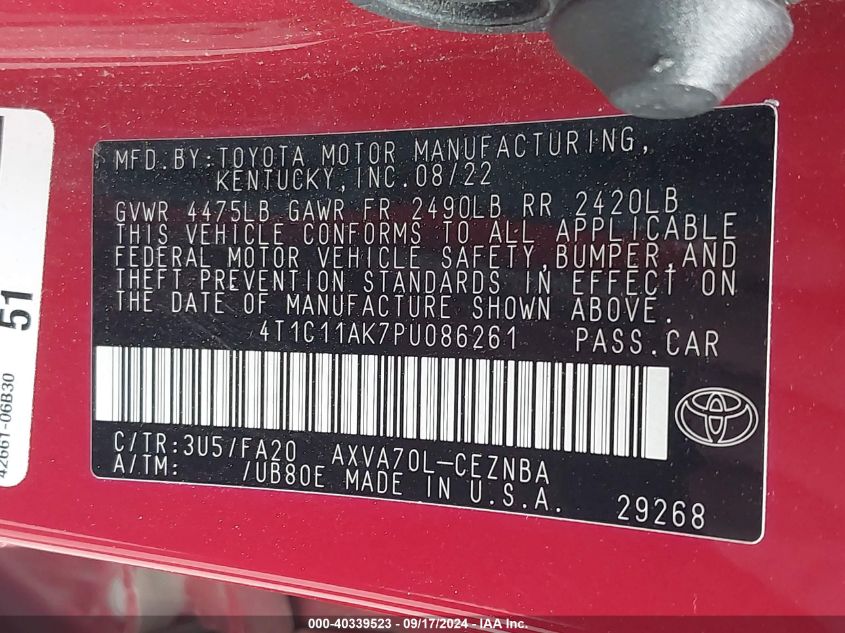 MFD.BY:TOYOTA MOTOR MANUFACTURING,
KENTUCKY,INC.08/22
GVWR 4475LB GAWR FR 2490LB RR 2420LB
THIS VEHICLE CONFORMS TO ALL APPLICABLE
FEDERAL MOTOR VEHICLE SAFETY,BUMPER,AND
THEFT PREVENTION STANDARDS IN EFFECT ON
THE DATE OF MANUFACTURE SHOWN ABOVE.
4T1C11AK7PU086261 PASS.CAR
C/TR:3U5/FA20 AXVA70L-CEZNBA
A/TM: /UB80E MADE IN U.S.A.
29268
51
42661-06B30
000-40339523 - 09/17/2024 - IAA Inc.